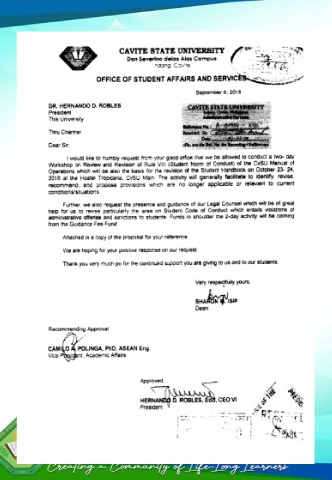 CAVITE STATE UNIVERSITY
Don Severino delas Alas Campus
Indang, Cavite
OFFICE OF STUDENT AFFAIRS AND SERVICES
September 6, 2018
DR. HERNANDO D. ROBLES
President
This University
CAVITE STATE UNIVERSITY
Thru Channel
Dear Sir:
I would like to humbly request from your good office that we be allowed to conduct a two-day
Workshop on Review and Revision of Rule VIII (Student Norm of Conduct) of the CvSU Manual of
Operations which will be also the basis for the revision of the Student Handbook on October 23- 24,
2018 at the Hostel Tropicana, CvSU Main. The activity will generally facilitate to identify, revise
recommend, and propose provisions which are no longer applicable or relevant to current
conditions/situations.
Further, we also request the presence and guidance of our Legal Counsel which will be of great
help for us to revise particularly the area on Student Code of Conduct which entails violations of
administrative offense and sanctions to students. Funds to shoulder the 2-day activity will be coming
from the Guidance Fee Fund
Attached is a copy of the proposal for your reference.
We are hoping for your positive response on our request.
Thank you very much po for the continued support you are giving to us and to our students.
Very respectfully yours,
SHARON ISIP
Dean
Recommending Approval:
CAMILO A. POLINGA, PhD, ASEAN Eng.
Vice President, Academic Affairs
Approved:
HERNANDO D. ROBLES, EdD, CEO VI
President
OF THE
Creating a Community of Life-Long Learners